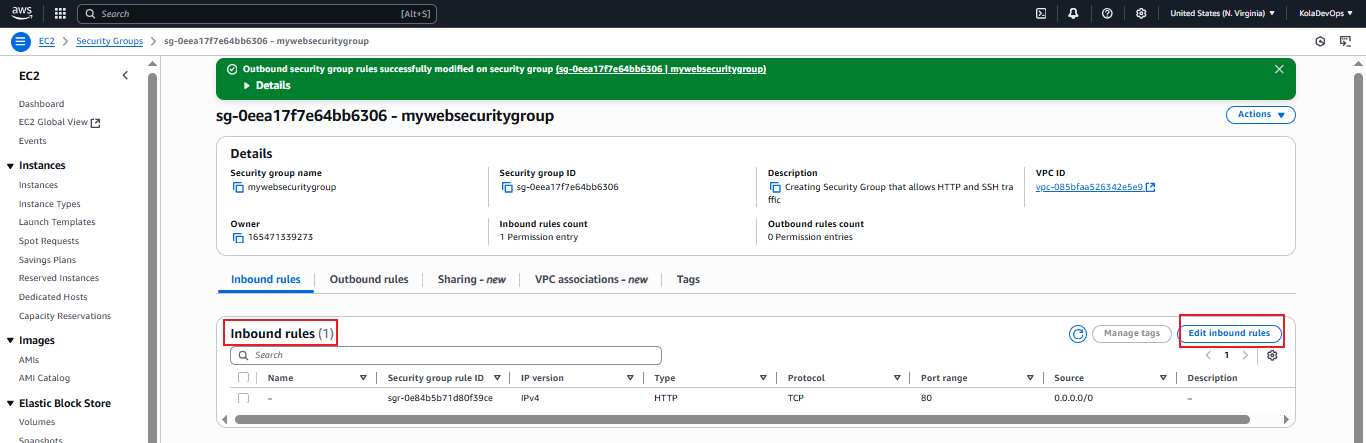 aws Search [Alt+S] United States (N. Virginia) KolaDevOps
EC2 Security Groups sg-0eea17f7e64bb6306 - mywebsecuritygroup
EC2
Dashboard
EC2 Global View
Events
Instances
Instances
Instance Types
Launch Templates
Spot Requests
Savings Plans
Reserved Instances
Dedicated Hosts
Capacity Reservations
Images
AMIs
AMI Catalog
Elastic Block Store
Volumes
Snapshots
Outbound security group rules successfully modified on security group (sg-0eea17f7e64bb6306 | mywebsecuritygroup)
Details
sg-0eea17f7e64bb6306 - mywebsecuritygroup
Actions
Details
Security group name
mywebsecuritygroup
Security group ID
sg-0eea17f7e64bb6306
Description
Creating Security Group that allows HTTP and SSH tra
ffic
VPC ID
vpc-085bfaa526342e5e9
Owner
165471339273
Inbound rules count
1 Permission entry
Outbound rules count
0 Permission entries
Inbound rules Outbound rules Sharing - new VPC associations - new Tags
Inbound rules (1)
Manage tags Edit inbound rules
Search
1
Name Security group rule ID IP version Type Protocol Port range Source Description
– sgr-0e84b5b71d80f39ce IPv4 HTTP TCP 80 0.0.0.0/0 –